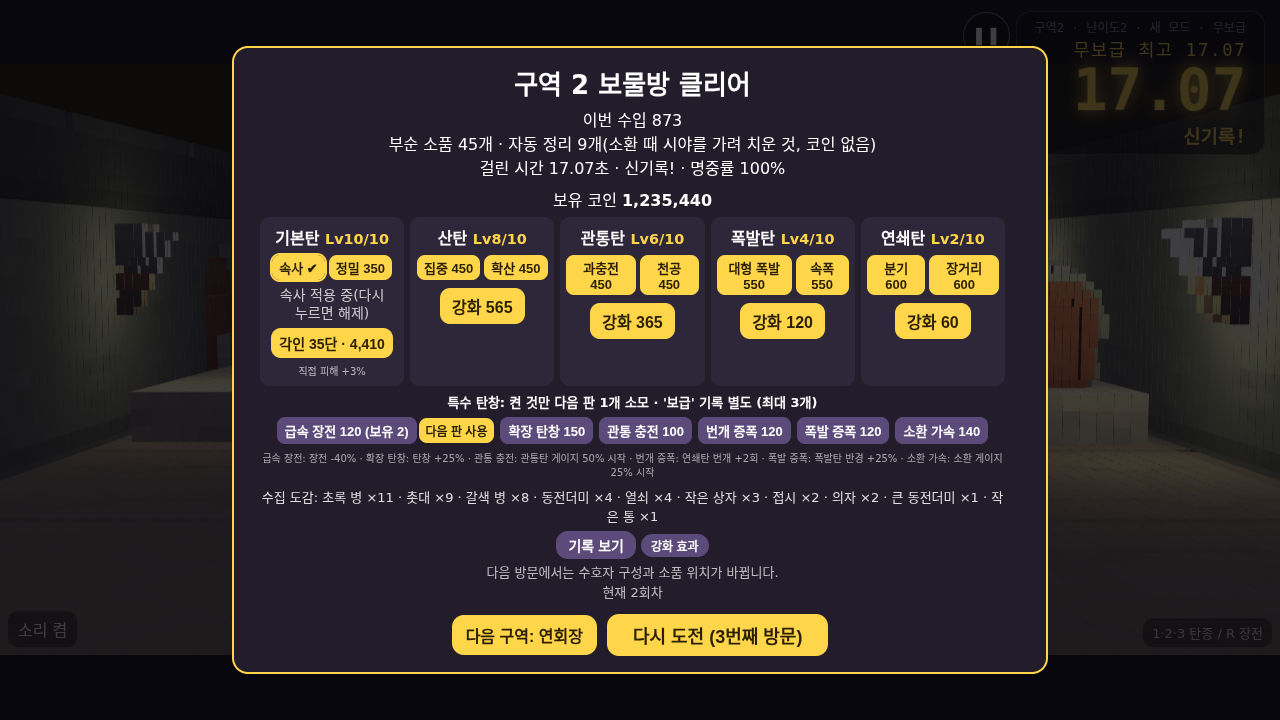 구역2 · 난이도2 · 새 모드 · 무보급
무보급 최고 17.07
17.07
신기록!
구역 2 보물방 클리어
이번 수입 873
부순 소품 45개 · 자동 정리 9개(소환 때 시야를 가려 치운 것, 코인 없음)
걸린 시간 17.07초 · 신기록! · 명중률 100%
보유 코인 1,235,440
기본탄 Lv10/10
속사 ✔ 정밀 350
속사 적용 중(다시
누르면 해제)
각인 35단 · 4,410
직접 피해 +3%
산탄 Lv8/10
집중 450 확산 450
강화 565
관통탄 Lv6/10
과충전
450
천공
450
강화 365
폭발탄 Lv4/10
대형 폭발
550
속폭
550
강화 120
연쇄탄 Lv2/10
분기
600
장거리
600
강화 60
특수 탄창: 켠 것만 다음 판 1개 소모 · '보급' 기록 별도 (최대 3개)
급속 장전 120 (보유 2) 다음 판 사용 확장 탄창 150 관통 충전 100 번개 증폭 120 폭발 증폭 120 소환 가속 140
급속 장전: 장전 -40% · 확장 탄창: 탄창 +25% · 관통 충전: 관통탄 게이지 50% 시작 · 번개 증폭: 연쇄탄 번개 +2회 · 폭발 증폭: 폭발탄 반경 +25% · 소환 가속: 소환 게이지
25% 시작
수집 도감: 초록 병 ×11 · 촛대 ×9 · 갈색 병 ×8 · 동전더미 ×4 · 열쇠 ×4 · 작은 상자 ×3 · 접시 ×2 · 의자 ×2 · 큰 동전더미 ×1 · 작
은 통 ×1
기록 보기 강화 효과
다음 방문에서는 수호자 구성과 소품 위치가 바뀝니다.
현재 2회차
다음 구역: 연회장 다시 도전 (3번째 방문)
소리 켬
1·2·3 탄종 / R 장전